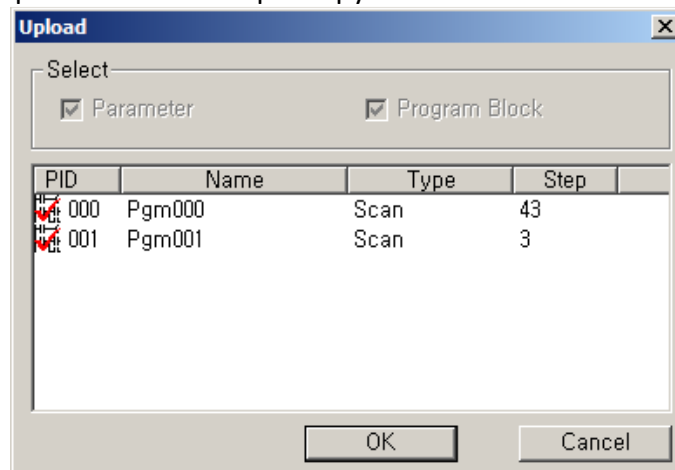 Upload
Select
Parameter Program Block
PID Name Type Step
000 Pgm000 Scan 43
001 Pgm001 Scan 3
OK Cancel